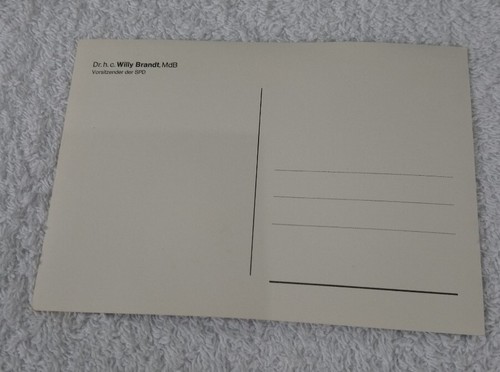 Dr. h. c. Willy Brandt, MdB
Vorsitzender der SPD